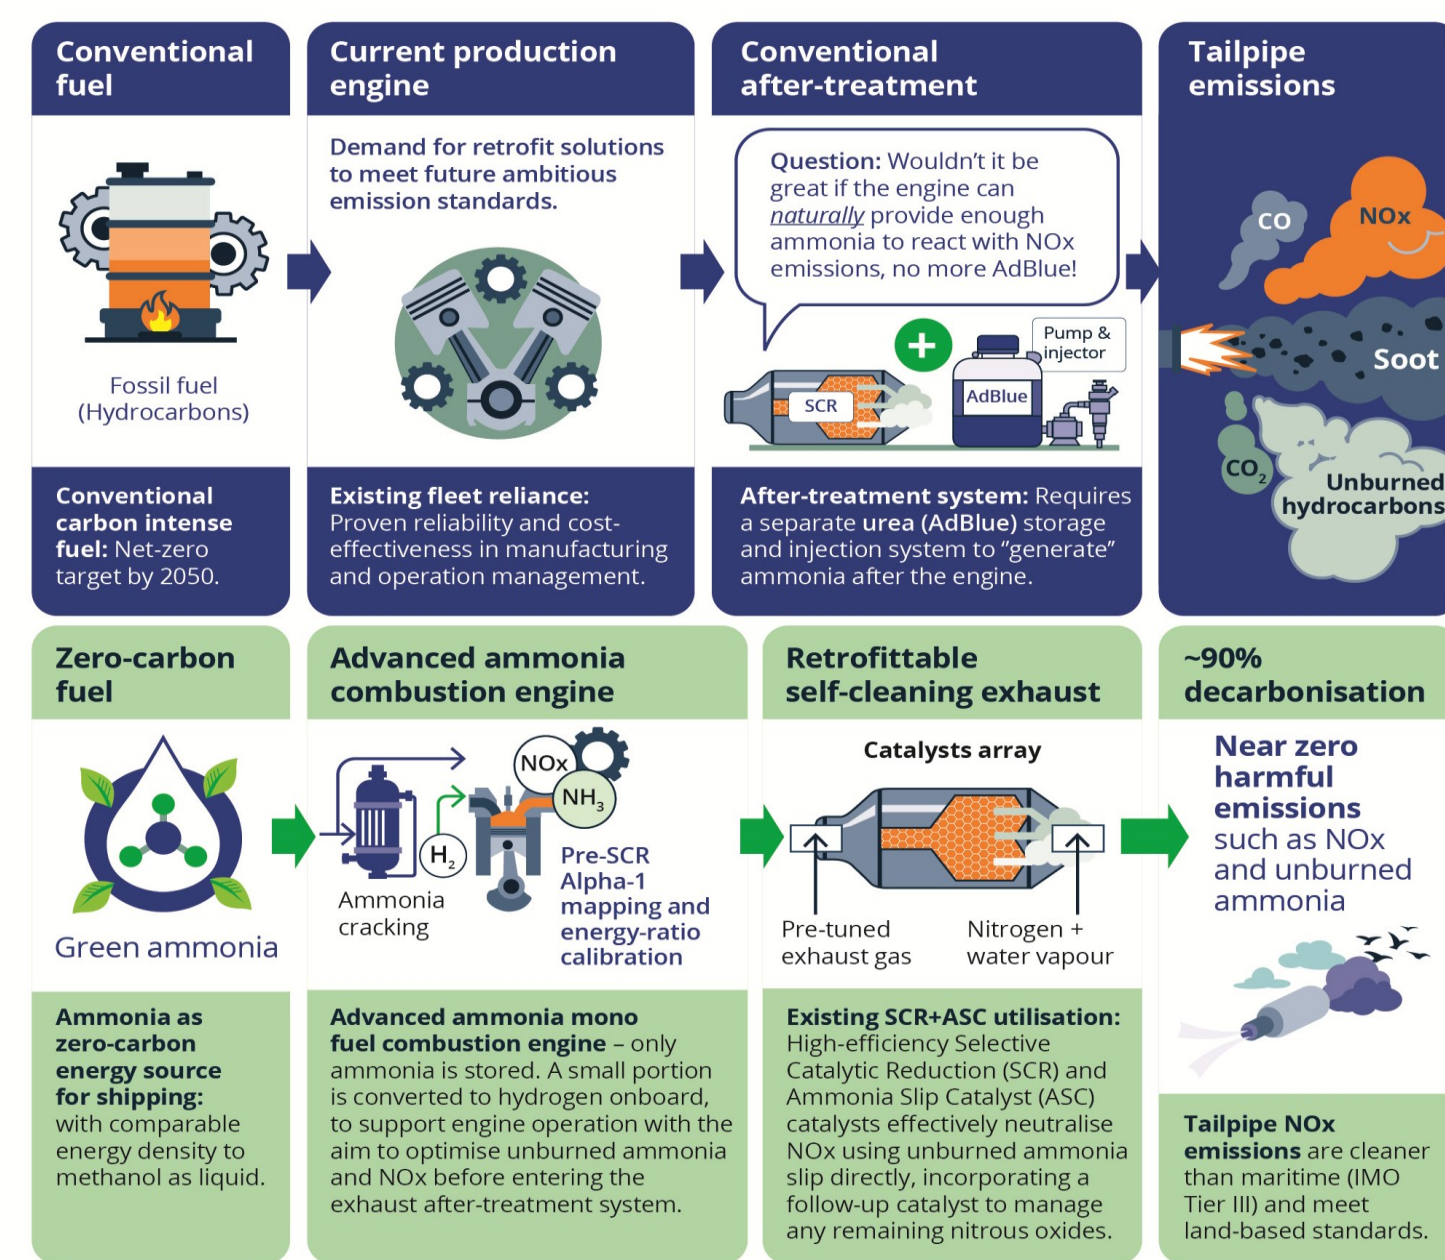 Conventional
fuel
Fossil fuel
(Hydrocarbons)
Conventional
carbon intense
fuel: Net-zero
target by 2050.
Current production
engine
Demand for retrofit solutions
to meet future ambitious
emission standards.
Existing fleet reliance:
Proven reliability and cost-
effectiveness in manufacturing
and operation management.
Conventional
after-treatment
Question: Wouldn’t it be
great if the engine can
naturally provide enough
ammonia to react with NOx
emissions, no more AdBlue!
+
Pump &
injector
SCR
AdBlue
After-treatment system: Requires
a separate urea (AdBlue) storage
and injection system to “generate”
ammonia after the engine.
Tailpipe
emissions
CO
NOx
Soot
CO₂
Unburned
hydrocarbons
Zero-carbon
fuel
Green ammonia
Ammonia as
zero-carbon
energy source
for shipping:
with comparable
energy density to
methanol as liquid.
Advanced ammonia
combustion engine
NOx
NH₃
H₂
Ammonia
cracking
Pre-SCR
Alpha-1
mapping and
energy-ratio
calibration
Advanced ammonia mono
fuel combustion engine – only
ammonia is stored. A small portion
is converted to hydrogen onboard,
to support engine operation with the
aim to optimise unburned ammonia
and NOx before entering the
exhaust after-treatment system.
Retrofittable
self-cleaning exhaust
Catalysts array
Pre-tuned
exhaust gas
Nitrogen +
water vapour
Existing SCR+ASC utilisation:
High-efficiency Selective
Catalytic Reduction (SCR) and
Ammonia Slip Catalyst (ASC)
catalysts effectively neutralise
NOx using unburned ammonia
slip directly, incorporating a
follow-up catalyst to manage
any remaining nitrous oxides.
~90%
decarbonisation
Near zero
harmful
emissions
such as NOx
and unburned
ammonia
Tailpipe NOx
emissions are cleaner
than maritime (IMO
Tier III) and meet
land-based standards.